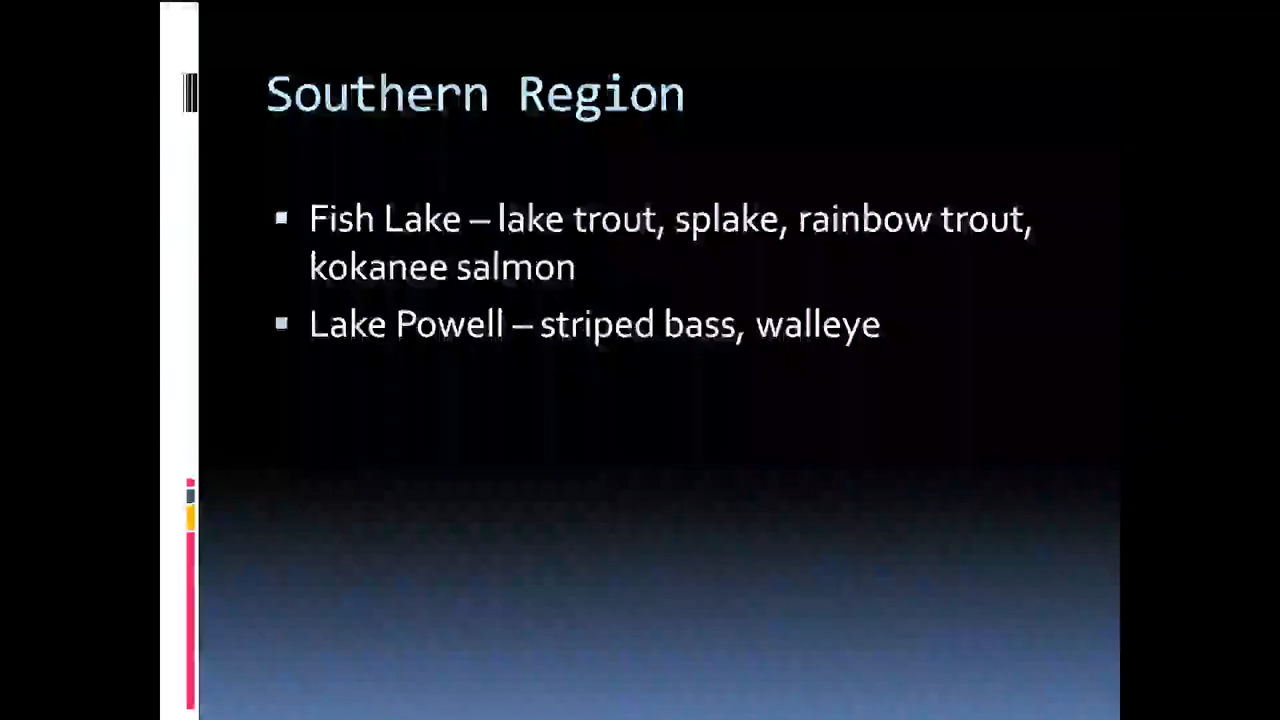 Southern Region
▪ Fish Lake – lake trout, splake, rainbow trout,
kokanee salmon
▪ Lake Powell – striped bass, walleye